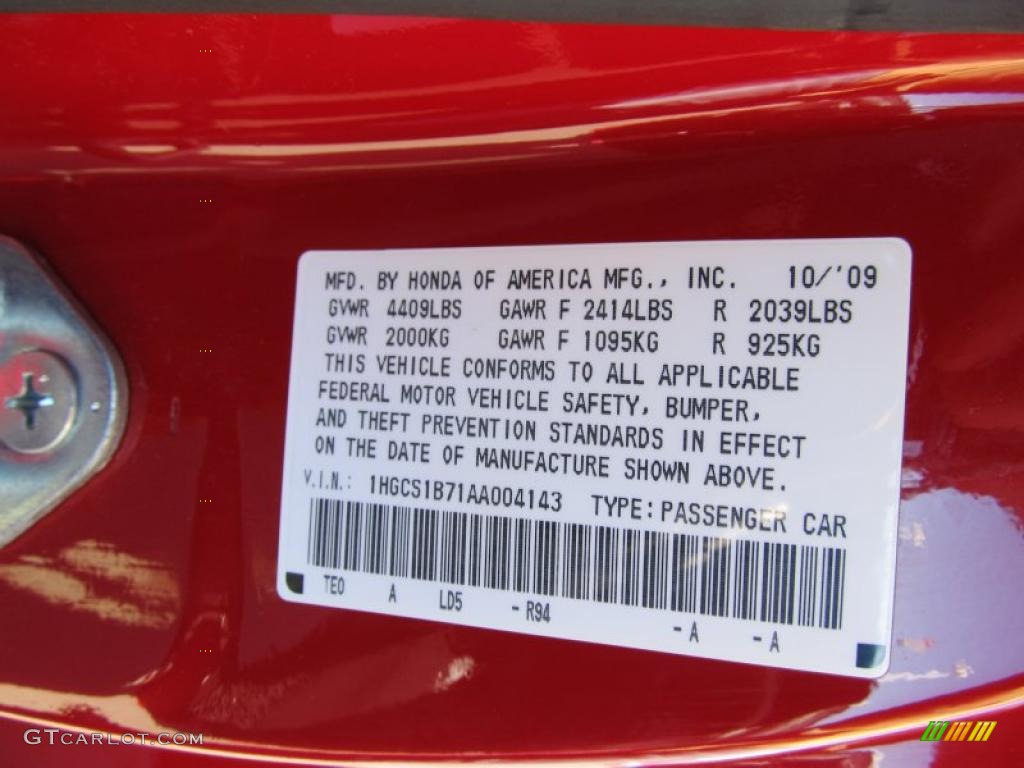 MFD. BY HONDA OF AMERICA MFG., INC. 10/'09
GVWR 4409LBS GAWR F 2414LBS R 2039LBS
GVWR 2000KG GAWR F 1095KG R 925KG
THIS VEHICLE CONFORMS TO ALL APPLICABLE
FEDERAL MOTOR VEHICLE SAFETY, BUMPER,
AND THEFT PREVENTION STANDARDS IN EFFECT
ON THE DATE OF MANUFACTURE SHOWN ABOVE.
V.I.N.: 1HGCS1B71AA004143 TYPE: PASSENGER CAR
TE0 A LD5 - R94 - A - A
GTCARLOT.COM